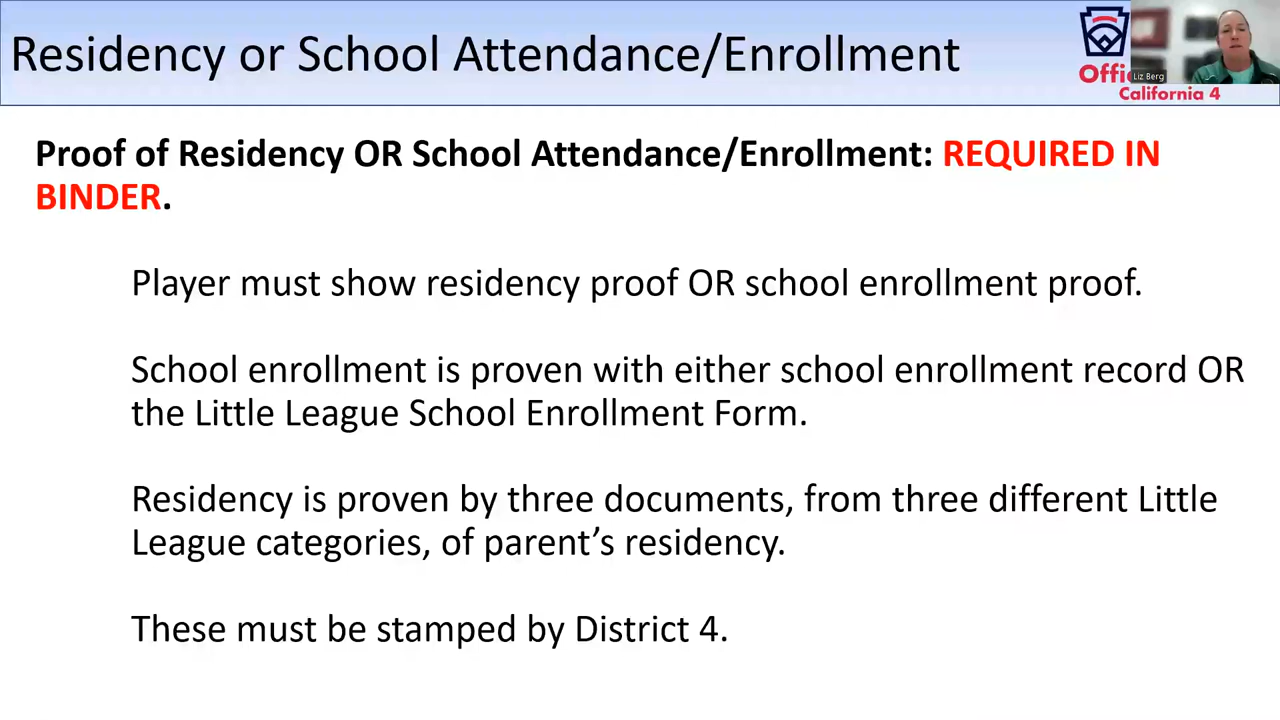 Residency or School Attendance/Enrollment
Offi
Liz Berg
California 4
Proof of Residency OR School Attendance/Enrollment: REQUIRED IN
BINDER.
Player must show residency proof OR school enrollment proof.
School enrollment is proven with either school enrollment record OR
the Little League School Enrollment Form.
Residency is proven by three documents, from three different Little
League categories, of parent’s residency.
These must be stamped by District 4.